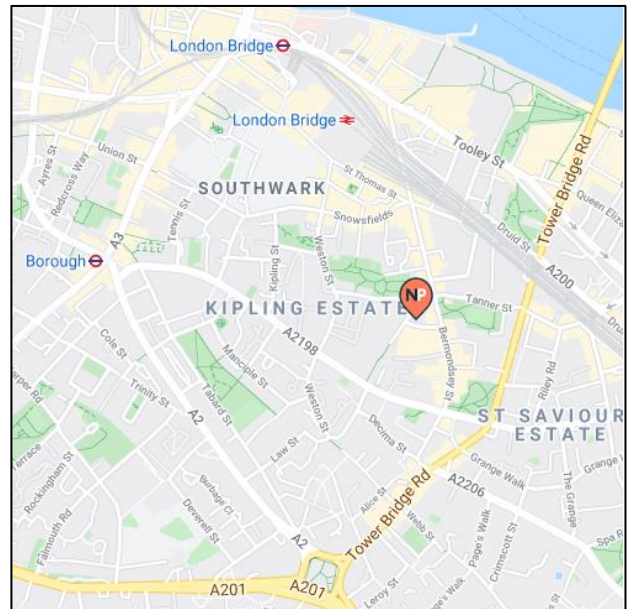 London Bridge
London Bridge
Tooley St
Tower Bridge Rd
Union St
Ayres St
Redcross Way
St Thomas St
SOUTHWARK
Snowsfields
Druid St
A200
A3
Tennis St
Borough
Kipling St
Weston St
Tanner St
KIPLING ESTATE
NP
A2198
Bermondsey St
Cole St
Trinity St
Manciple St
Tabard St
A2
Weston St
Riley Rd
ST SAVIOUR
ESTATE
Decima St
Law St
Grange Walk
The Grange
Rockingham St
Falmouth Rd
Burbage Cl
Deverell St
Alice St
Tower Bridge Rd
A2206
Webb St
Page's Walk
Crimscott St
Spa R
A2
A201
A201
Leroy St
Page's Walk